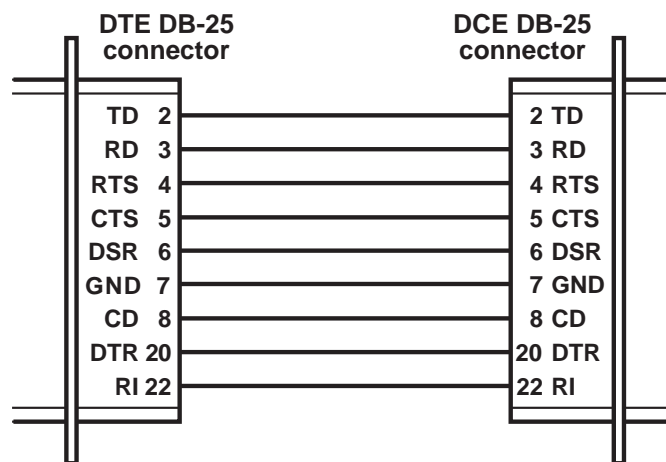 DTE DB-25
connector
DCE DB-25
connector
TD 2
2 TD
RD 3
3 RD
RTS 4
4 RTS
CTS 5
5 CTS
DSR 6
6 DSR
GND 7
7 GND
CD 8
8 CD
DTR 20
20 DTR
RI 22
22 RI